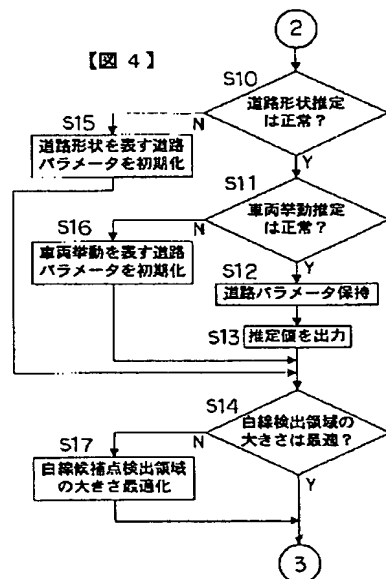 2
【図 4】
S10
道路形状推定
は正常？
N
Y
S15
道路形状を表す道路
パラメータを初期化
S11
車両挙動推定
は正常？
N
Y
S16
車両挙動を表す道路
パラメータを初期化
S12
道路パラメータ保持
S13
推定値を出力
S14
白線検出領域の
大きさは最適？
N
Y
S17
白線候補点検出領域
の大きさ最適化
3